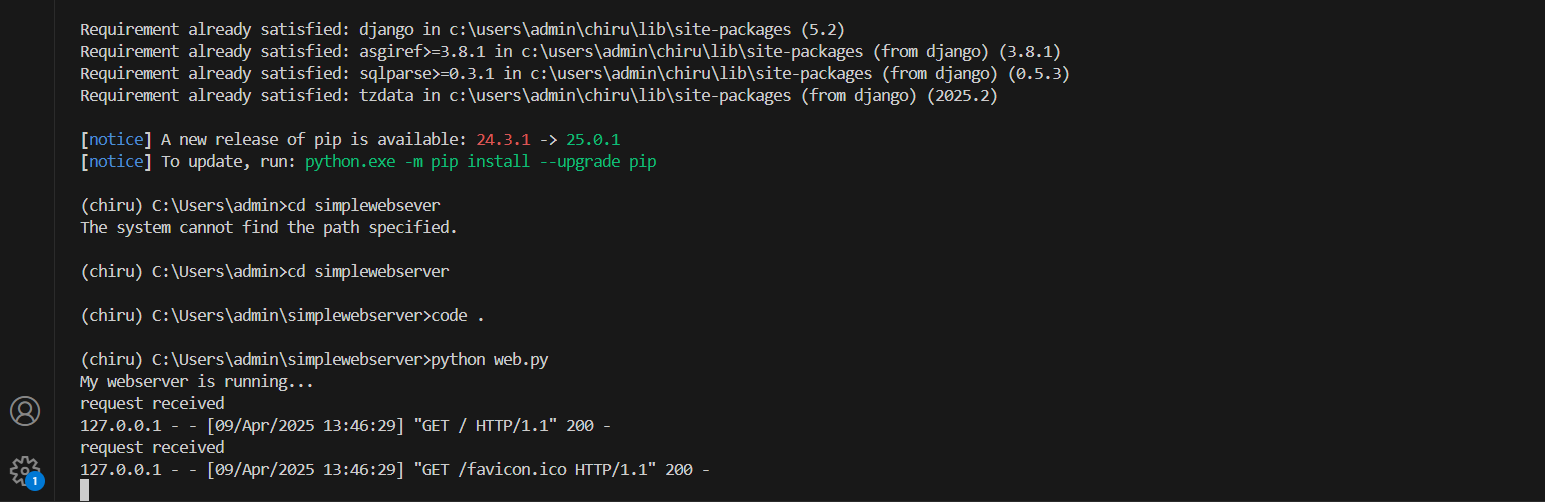 Requirement already satisfied: django in c:\users\admin\chiru\lib\site-packages (5.2)
Requirement already satisfied: asgiref>=3.8.1 in c:\users\admin\chiru\lib\site-packages (from django) (3.8.1)
Requirement already satisfied: sqlparse>=0.3.1 in c:\users\admin\chiru\lib\site-packages (from django) (0.5.3)
Requirement already satisfied: tzdata in c:\users\admin\chiru\lib\site-packages (from django) (2025.2)
[notice] A new release of pip is available: 24.3.1 -> 25.0.1
[notice] To update, run: python.exe -m pip install --upgrade pip
(chiru) C:\Users\admin>cd simplewebsever
The system cannot find the path specified.
(chiru) C:\Users\admin>cd simplewebserver
(chiru) C:\Users\admin\simplewebserver>code .
(chiru) C:\Users\admin\simplewebserver>python web.py
My webserver is running...
request received
127.0.0.1 - - [09/Apr/2025 13:46:29] "GET / HTTP/1.1" 200 -
request received
127.0.0.1 - - [09/Apr/2025 13:46:29] "GET /favicon.ico HTTP/1.1" 200 -
1